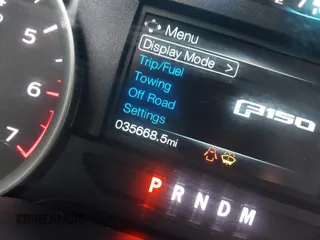 Menu
Display Mode >
Trip/Fuel
Towing
Off Road
Settings
F150
035668.5mi
P R N D M
5
6
7